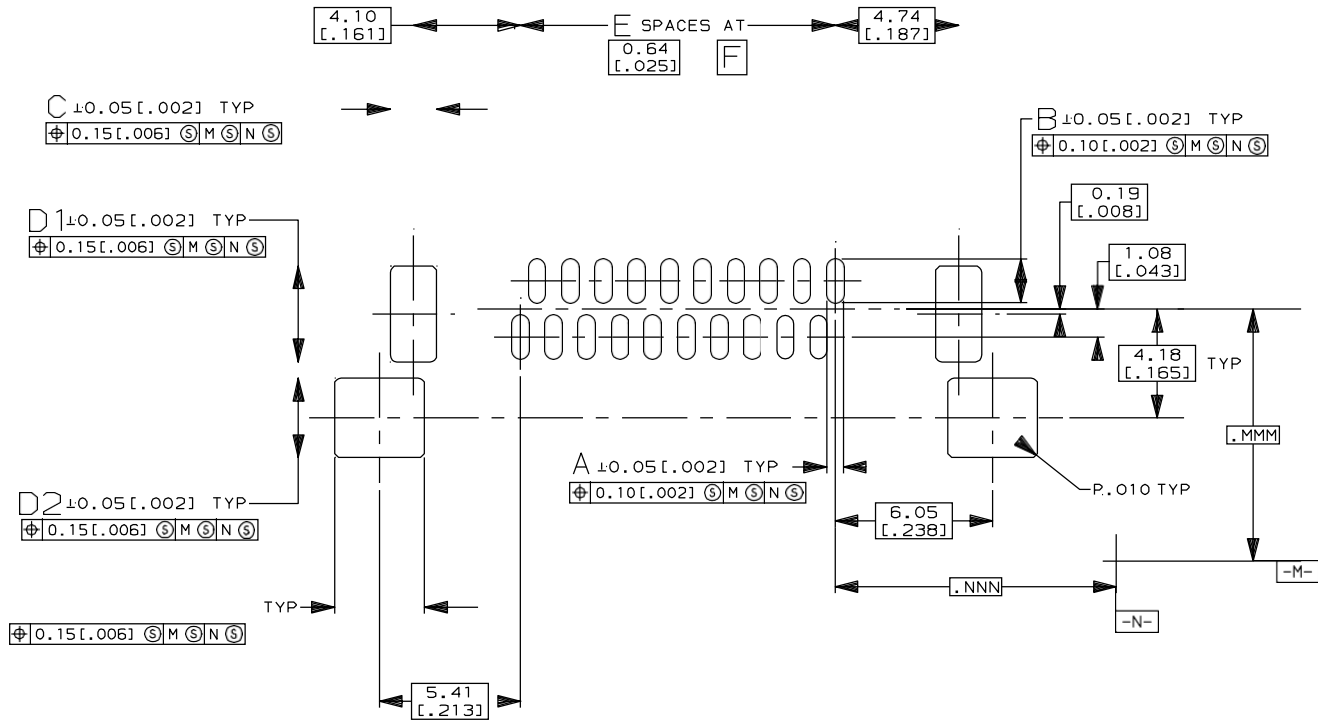 4.10
[.161]
E SPACES AT
0.64
[.025]
F
4.74
[.187]
C ±0.05[.002] TYP
⌖ 0.15[.006] Ⓢ M Ⓢ N Ⓢ
B ±0.05[.002] TYP
⌖ 0.10[.002] Ⓢ M Ⓢ N Ⓢ
0.19
[.008]
D1 ±0.05[.002] TYP
⌖ 0.15[.006] Ⓢ M Ⓢ N Ⓢ
1.08
[.043]
4.18
[.165]
TYP
.MMM
A ±0.05[.002] TYP
⌖ 0.10[.002] Ⓢ M Ⓢ N Ⓢ
R.010 TYP
D2 ±0.05[.002] TYP
⌖ 0.15[.006] Ⓢ M Ⓢ N Ⓢ
6.05
[.238]
-M-
.NNN
TYP
-N-
⌖ 0.15[.006] Ⓢ M Ⓢ N Ⓢ
5.41
[.213]